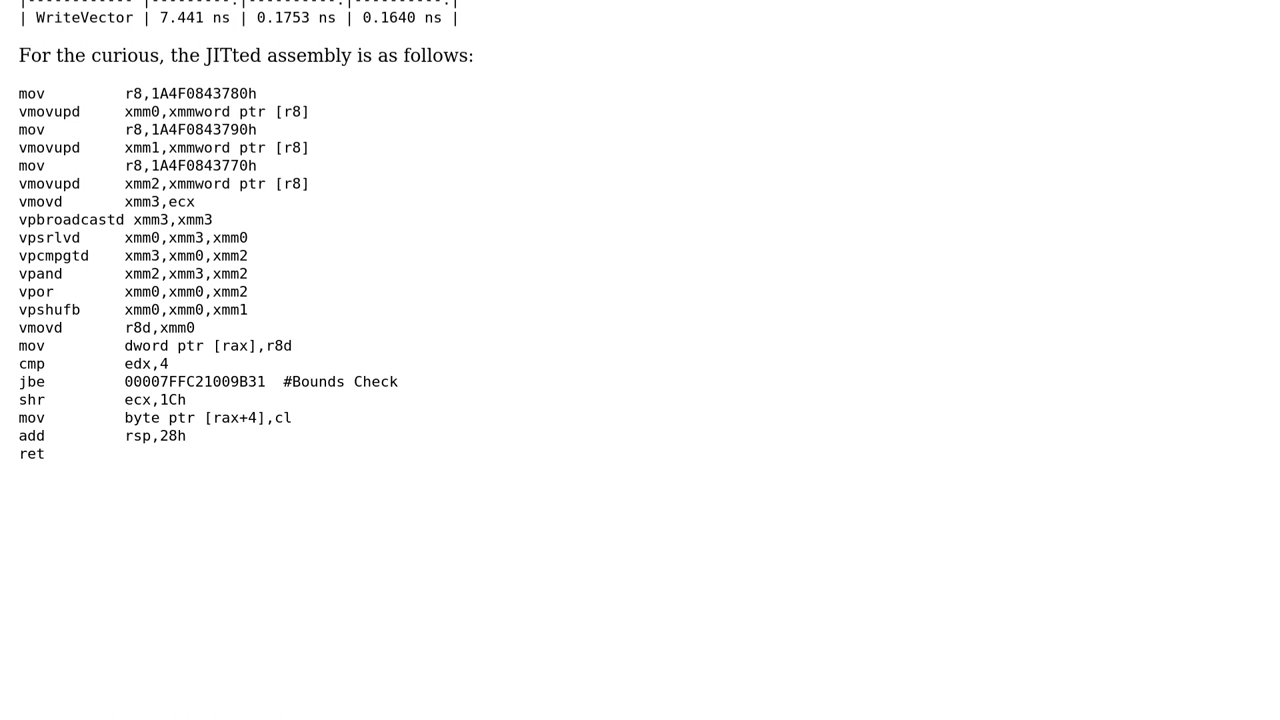 |------------ |---------:|----------:|----------:|
| WriteVector | 7.441 ns | 0.1753 ns | 0.1640 ns |
For the curious, the JITted assembly is as follows:
mov         r8,1A4F0843780h
vmovupd     xmm0,xmmword ptr [r8]
mov         r8,1A4F0843790h
vmovupd     xmm1,xmmword ptr [r8]
mov         r8,1A4F0843770h
vmovupd     xmm2,xmmword ptr [r8]
vmovd       xmm3,ecx
vpbroadcastd xmm3,xmm3
vpsrlvd     xmm0,xmm3,xmm0
vpcmpgtd    xmm3,xmm0,xmm2
vpand       xmm2,xmm3,xmm2
vpor        xmm0,xmm0,xmm2
vpshufb     xmm0,xmm0,xmm1
vmovd       r8d,xmm0
mov         dword ptr [rax],r8d
cmp         edx,4
jbe         00007FFC21009B31  #Bounds Check
shr         ecx,1Ch
mov         byte ptr [rax+4],cl
add         rsp,28h
ret